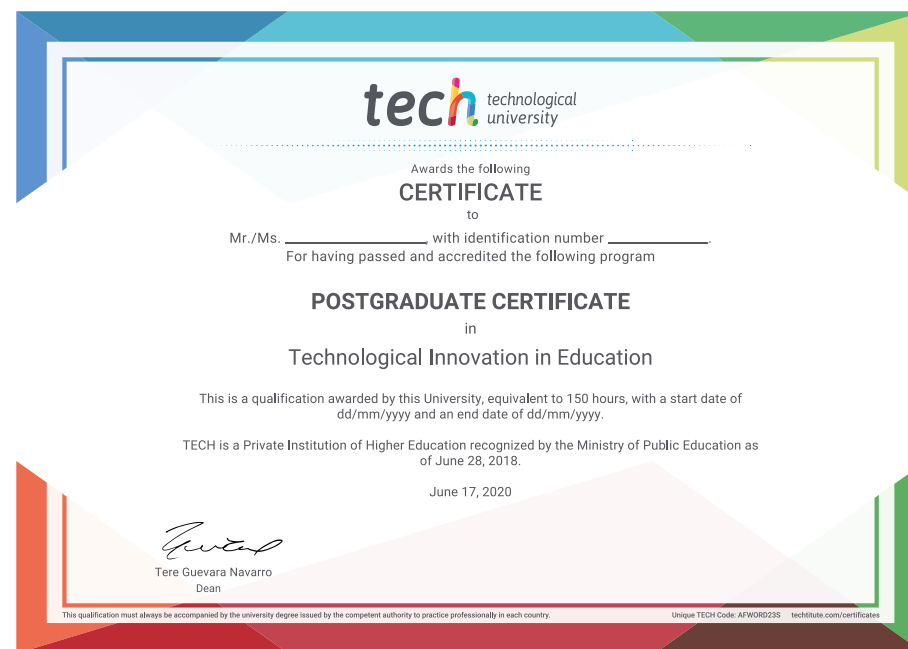 tech technological
university
Awards the following
CERTIFICATE
to
Mr./Ms. ____________________, with identification number ______________.
For having passed and accredited the following program
POSTGRADUATE CERTIFICATE
in
Technological Innovation in Education
This is a qualification awarded by this University, equivalent to 150 hours, with a start date of
dd/mm/yyyy and an end date of dd/mm/yyyy.
TECH is a Private Institution of Higher Education recognized by the Ministry of Public Education as
of June 28, 2018.
June 17, 2020
Tere Guevara Navarro
Dean
This qualification must always be accompanied by the university degree issued by the competent authority to practice professionally in each country. Unique TECH Code: AFWORD23S techtitute.com/certificates